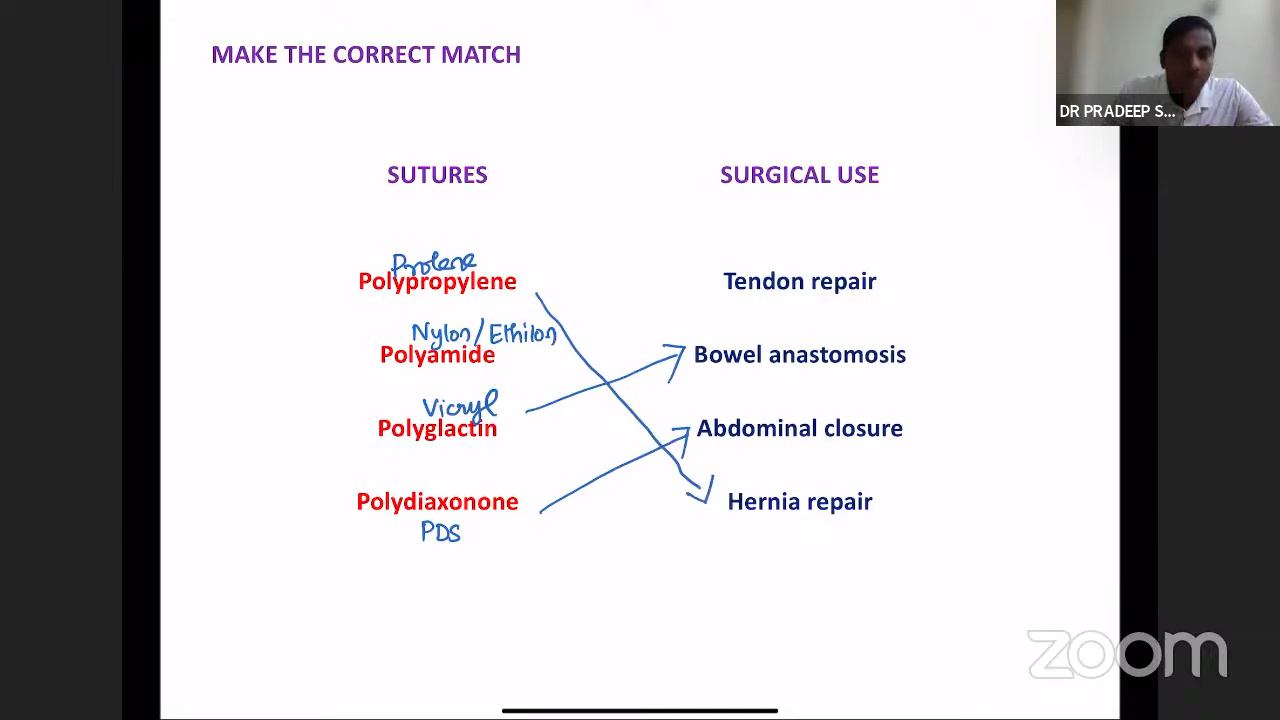 MAKE THE CORRECT MATCH
DR PRADEEP S...
SUTURES
SURGICAL USE
Prolene
Polypropylene
Tendon repair
Nylon/Ethilon
Polyamide
Bowel anastomosis
Vicryl
Polyglactin
Abdominal closure
Polydiaxonone
Hernia repair
PDS
zoom